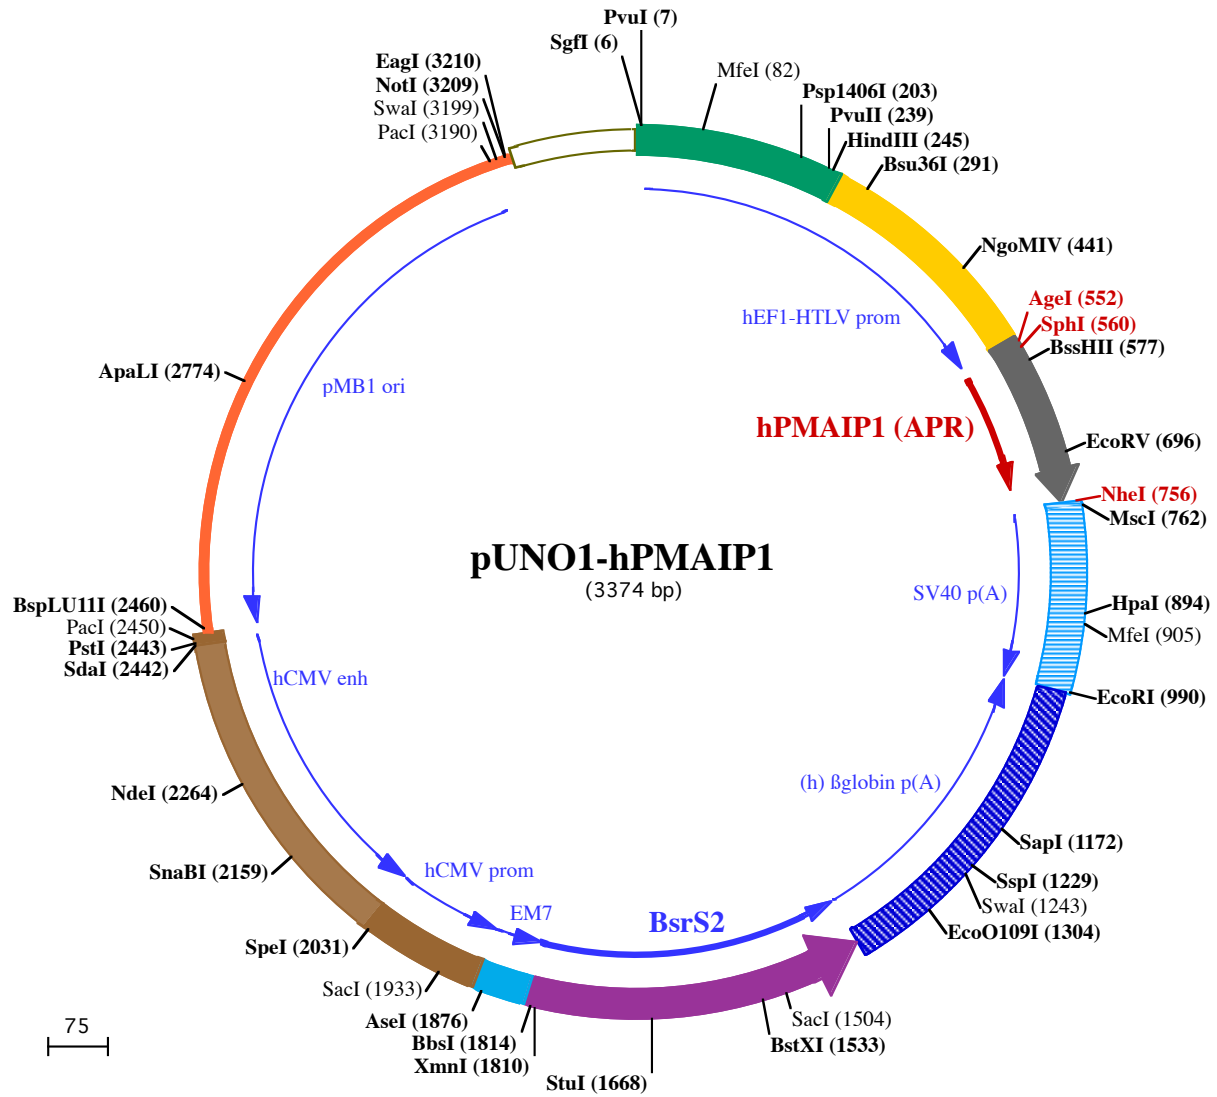 PvuI (7)
SgfI (6)
MfeI (82)
Psp1406I (203)
PvuII (239)
HindIII (245)
Bsu36I (291)
NgoMIV (441)
AgeI (552)
SphI (560)
BssHII (577)
EcoRV (696)
NheI (756)
MscI (762)
HpaI (894)
MfeI (905)
EcoRI (990)
SapI (1172)
SspI (1229)
SwaI (1243)
EcoO109I (1304)
SacI (1504)
BstXI (1533)
StuI (1668)
XmnI (1810)
BbsI (1814)
AseI (1876)
SacI (1933)
SpeI (2031)
SnaBI (2159)
NdeI (2264)
SdaI (2442)
PstI (2443)
PacI (2450)
BspLU11I (2460)
ApaLI (2774)
PacI (3190)
SwaI (3199)
NotI (3209)
EagI (3210)
hEF1-HTLV prom
hPMAIP1 (APR)
SV40 p(A)
(h) ßglobin p(A)
BsrS2
EM7
hCMV prom
hCMV enh
pMB1 ori
pUNO1-hPMAIP1
(3374 bp)
75